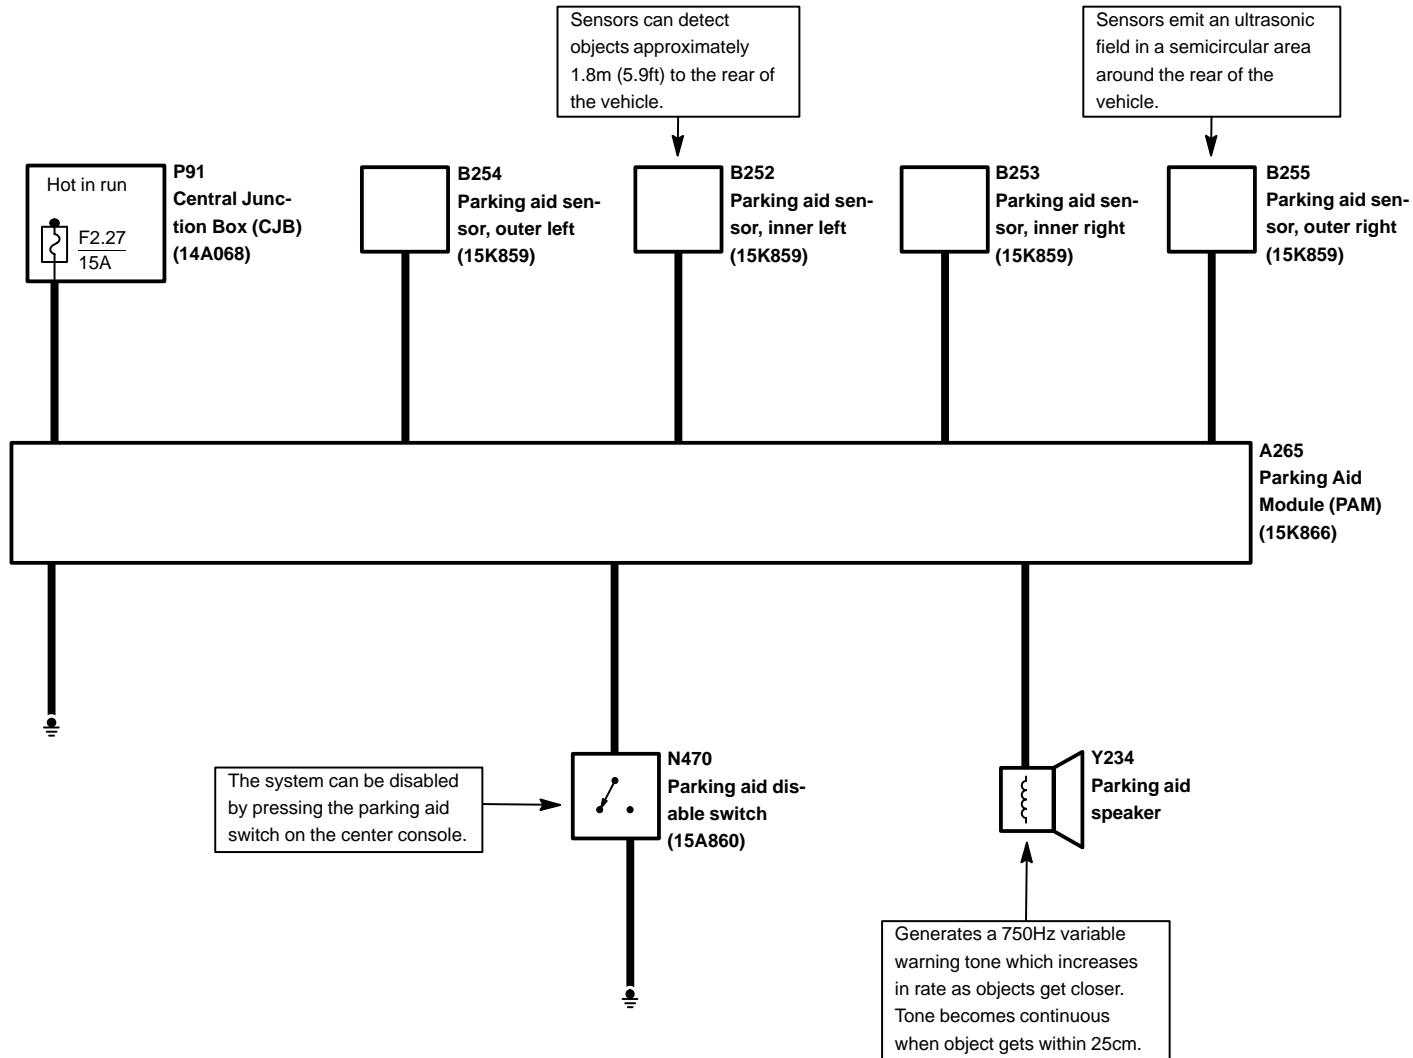 Sensors can detect
objects approximately
1.8m (5.9ft) to the rear of
the vehicle.
Sensors emit an ultrasonic
field in a semicircular area
around the rear of the
vehicle.
Hot in run
F2.27
15A
P91
Central Junc-
tion Box (CJB)
(14A068)
B254
Parking aid sen-
sor, outer left
(15K859)
B252
Parking aid sen-
sor, inner left
(15K859)
B253
Parking aid sen-
sor, inner right
(15K859)
B255
Parking aid sen-
sor, outer right
(15K859)
A265
Parking Aid
Module (PAM)
(15K866)
The system can be disabled
by pressing the parking aid
switch on the center console.
N470
Parking aid dis-
able switch
(15A860)
Y234
Parking aid
speaker
Generates a 750Hz variable
warning tone which increases
in rate as objects get closer.
Tone becomes continuous
when object gets within 25cm.